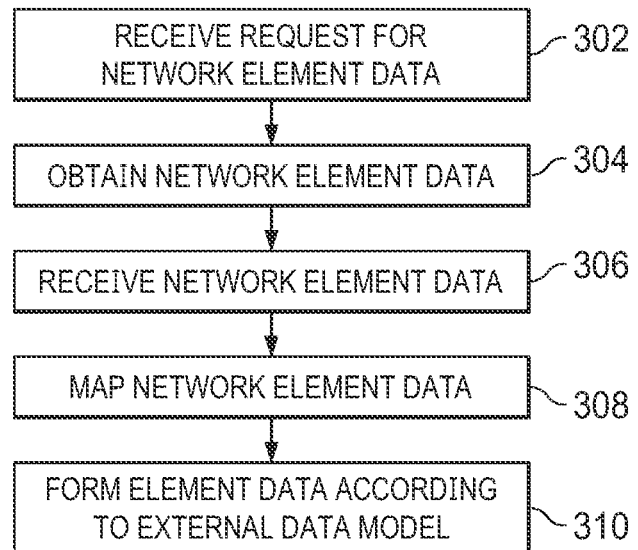 RECEIVE REQUEST FOR
NETWORK ELEMENT DATA
302
OBTAIN NETWORK ELEMENT DATA
304
RECEIVE NETWORK ELEMENT DATA
306
MAP NETWORK ELEMENT DATA
308
FORM ELEMENT DATA ACCORDING
TO EXTERNAL DATA MODEL
310